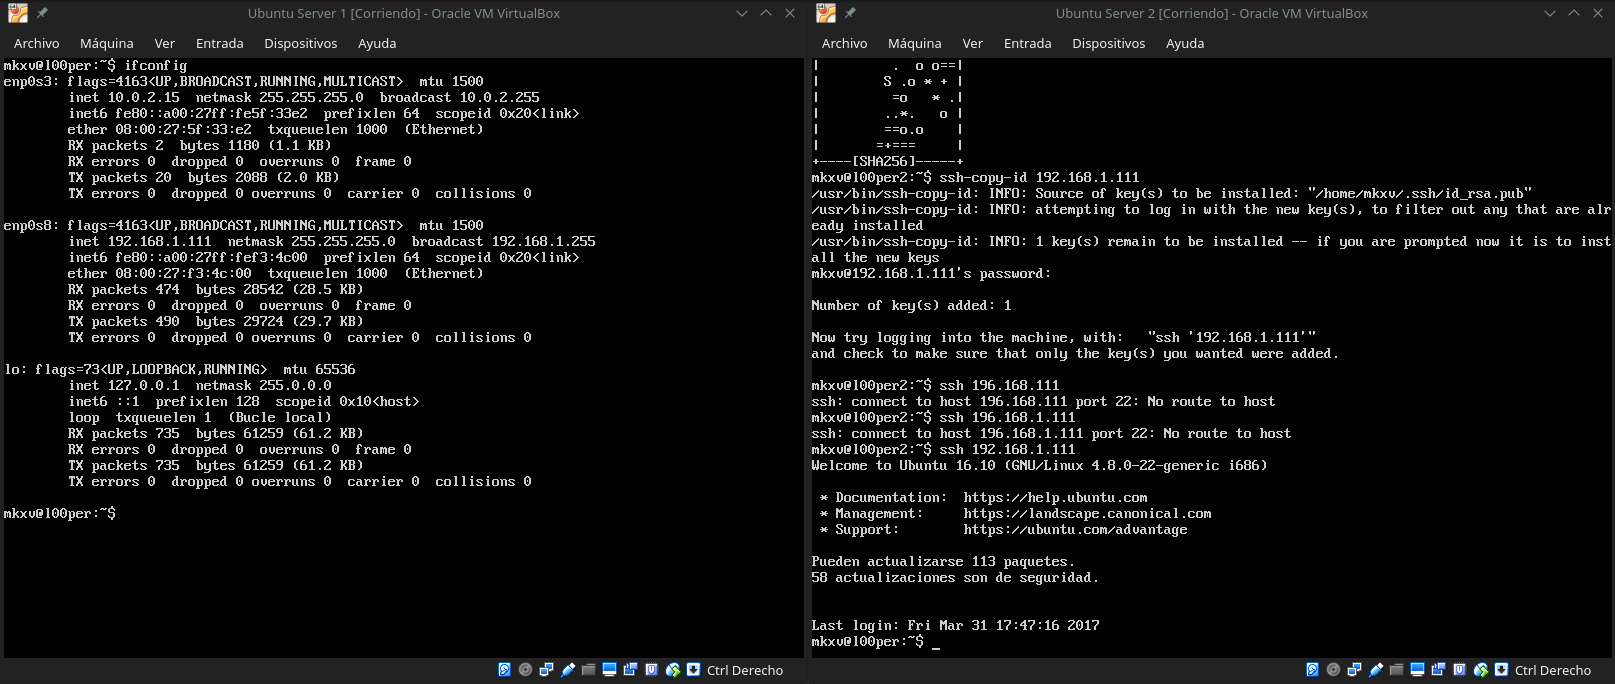 Ubuntu Server 1 [Corriendo] - Oracle VM VirtualBox
Archivo Máquina Ver Entrada Dispositivos Ayuda
mkxv@l00per:~$ ifconfig
enp0s3: flags=4163<UP,BROADCAST,RUNNING,MULTICAST>  mtu 1500
        inet 10.0.2.15  netmask 255.255.255.0  broadcast 10.0.2.255
        inet6 fe80::a00:27ff:fe5f:33e2  prefixlen 64  scopeid 0x20<link>
        ether 08:00:27:5f:33:e2  txqueuelen 1000  (Ethernet)
        RX packets 2  bytes 1180 (1.1 KB)
        RX errors 0  dropped 0  overruns 0  frame 0
        TX packets 20  bytes 2088 (2.0 KB)
        TX errors 0  dropped 0 overruns 0  carrier 0  collisions 0
enp0s8: flags=4163<UP,BROADCAST,RUNNING,MULTICAST>  mtu 1500
        inet 192.168.1.111  netmask 255.255.255.0  broadcast 192.168.1.255
        inet6 fe80::a00:27ff:fef3:4c00  prefixlen 64  scopeid 0x20<link>
        ether 08:00:27:f3:4c:00  txqueuelen 1000  (Ethernet)
        RX packets 474  bytes 28542 (28.5 KB)
        RX errors 0  dropped 0  overruns 0  frame 0
        TX packets 490  bytes 29724 (29.7 KB)
        TX errors 0  dropped 0 overruns 0  carrier 0  collisions 0
lo: flags=73<UP,LOOPBACK,RUNNING>  mtu 65536
        inet 127.0.0.1  netmask 255.0.0.0
        inet6 ::1  prefixlen 128  scopeid 0x10<host>
        loop  txqueuelen 1  (Bucle local)
        RX packets 735  bytes 61259 (61.2 KB)
        RX errors 0  dropped 0  overruns 0  frame 0
        TX packets 735  bytes 61259 (61.2 KB)
        TX errors 0  dropped 0 overruns 0  carrier 0  collisions 0
mkxv@l00per:~$
Ctrl Derecho
Ubuntu Server 2 [Corriendo] - Oracle VM VirtualBox
Archivo Máquina Ver Entrada Dispositivos Ayuda
|         .  o o==|
|        S .o * + |
|         =o   * .|
|        ..*.   o |
|        ==o.o    |
|       =+===     |
+----[SHA256]-----+
mkxv@l00per2:~$ ssh-copy-id 192.168.1.111
/usr/bin/ssh-copy-id: INFO: Source of key(s) to be installed: "/home/mkxv/.ssh/id_rsa.pub"
/usr/bin/ssh-copy-id: INFO: attempting to log in with the new key(s), to filter out any that are alr
eady installed
/usr/bin/ssh-copy-id: INFO: 1 key(s) remain to be installed -- if you are prompted now it is to inst
all the new keys
mkxv@192.168.1.111's password:
Number of key(s) added: 1
Now try logging into the machine, with:   "ssh '192.168.1.111'"
and check to make sure that only the key(s) you wanted were added.
mkxv@l00per2:~$ ssh 196.168.111
ssh: connect to host 196.168.111 port 22: No route to host
mkxv@l00per2:~$ ssh 196.168.1.111
ssh: connect to host 196.168.1.111 port 22: No route to host
mkxv@l00per2:~$ ssh 192.168.1.111
Welcome to Ubuntu 16.10 (GNU/Linux 4.8.0-22-generic i686)
 * Documentation:  https://help.ubuntu.com
 * Management:     https://landscape.canonical.com
 * Support:        https://ubuntu.com/advantage
Pueden actualizarse 113 paquetes.
58 actualizaciones son de seguridad.
Last login: Fri Mar 31 17:47:16 2017
mkxv@l00per:~$ _
Ctrl Derecho